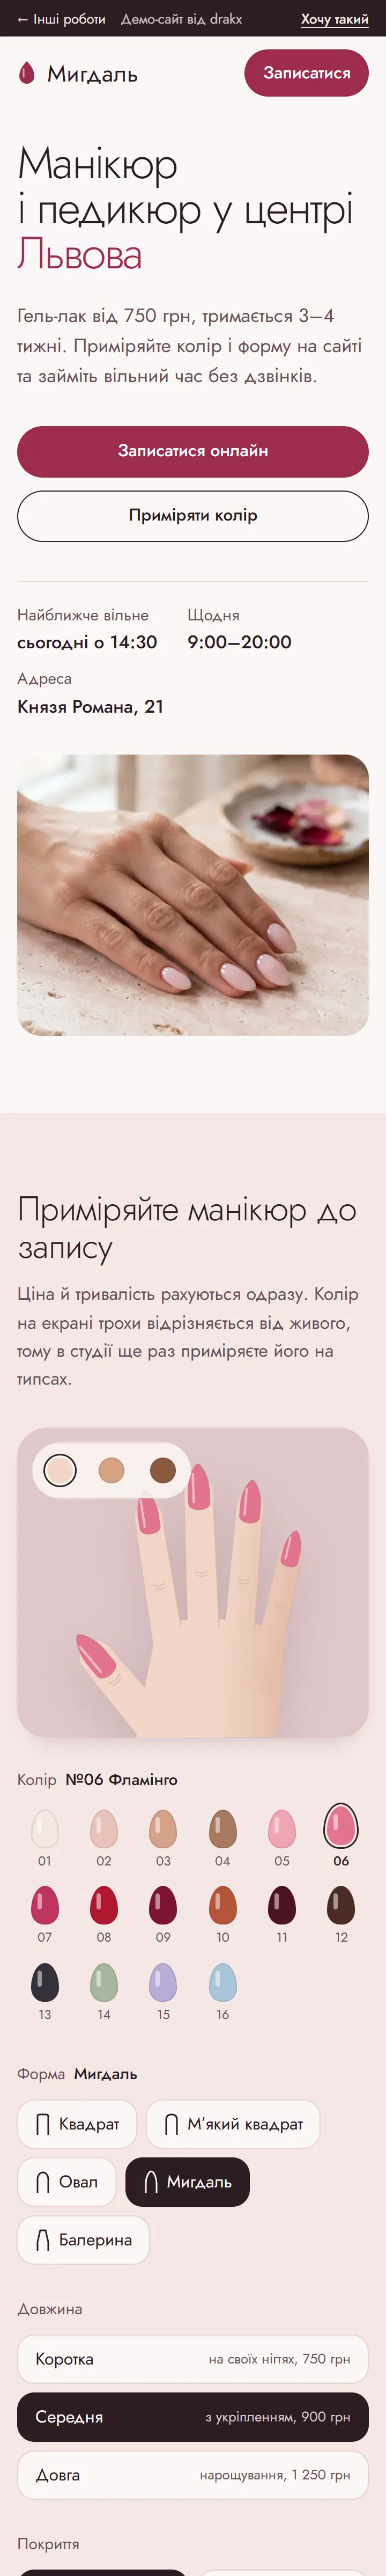 ← Інші роботи Демо-сайт від drakx Хочу такий
Мигдаль Записатися
Манікюр
і педикюр у центрі
Львова
Гель-лак від 750 грн, тримається 3–4
тижні. Приміряйте колір і форму на сайті
та займіть вільний час без дзвінків.
Записатися онлайн
Приміряти колір
Найближче вільне Щодня
сьогодні о 14:30 9:00–20:00
Адреса
Князя Романа, 21
Приміряйте манікюр до
запису
Ціна й тривалість рахуються одразу. Колір
на екрані трохи відрізняється від живого,
тому в студії ще раз приміряєте його на
типсах.
Колір №06 Фламінго
01 02 03 04 05 06
07 08 09 10 11 12
13 14 15 16
Форма Мигдаль
Квадрат М’який квадрат
Овал Мигдаль
Балерина
Довжина
Коротка на своїх нігтях, 750 грн
Середня з укріпленням, 900 грн
Довга нарощування, 1 250 грн
Покриття